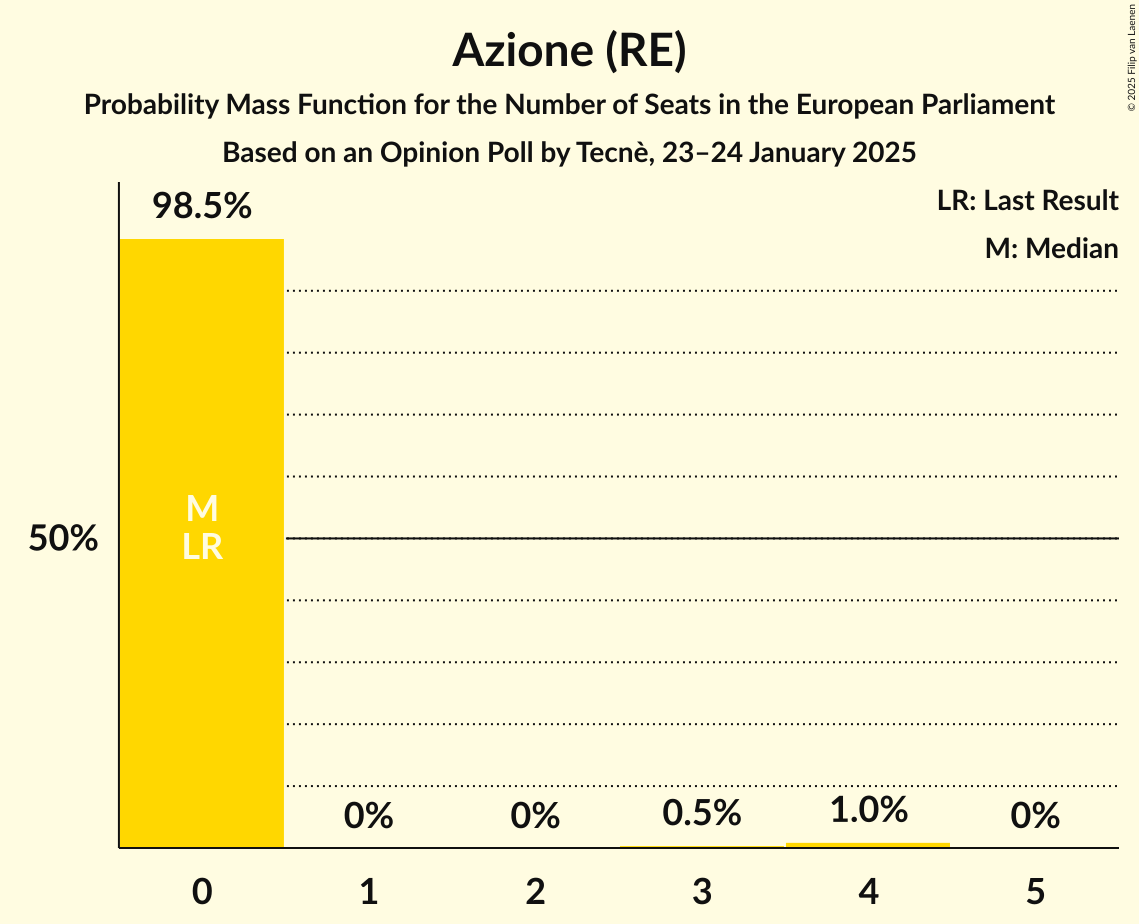 Azione (RE)
Probability Mass Function for the Number of Seats in the European Parliament
Based on an Opinion Poll by Tecnè, 23–24 January 2025
© 2025 Filip van Laenen
LR: Last Result
M: Median
98.5%
M
LR
50%
0%
0%
0.5%
1.0%
0%
0
1
2
3
4
5